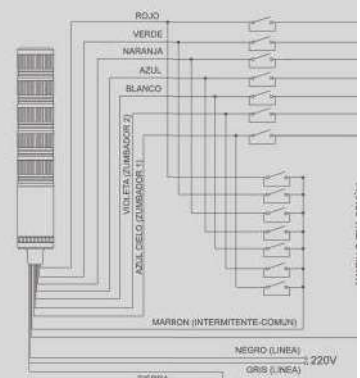 ROJO
VERDE
NARANJA
AZUL
BLANCO
VIOLETA (ZUMBADOR 2)
AZUL CIELO (ZUMBADOR 1)
MARRON (INTERMITENTE-COMUN)
NEGRO (LINEA)
220V
GRIS (LINEA)
TIERRA